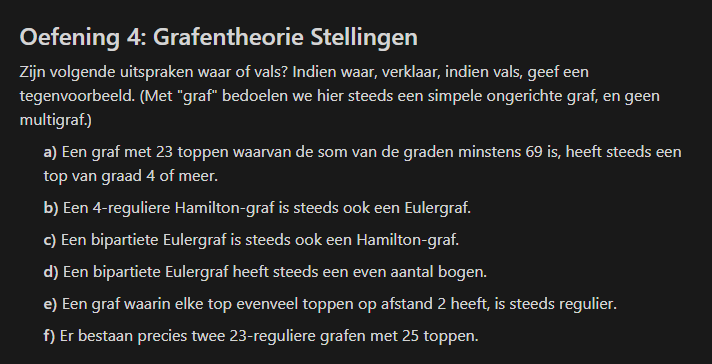 Oefening 4: Grafentheorie Stellingen
Zijn volgende uitspraken waar of vals? Indien waar, verklaar, indien vals, geef een
tegenvoorbeeld. (Met "graf" bedoelen we hier steeds een simpele ongerichte graf, en geen
multigraf.)
a) Een graf met 23 toppen waarvan de som van de graden minstens 69 is, heeft steeds een
top van graad 4 of meer.
b) Een 4-reguliere Hamilton-graf is steeds ook een Eulergraf.
c) Een bipartiete Eulergraf is steeds ook een Hamilton-graf.
d) Een bipartiete Eulergraf heeft steeds een even aantal bogen.
e) Een graf waarin elke top evenveel toppen op afstand 2 heeft, is steeds regulier.
f) Er bestaan precies twee 23-reguliere grafen met 25 toppen.